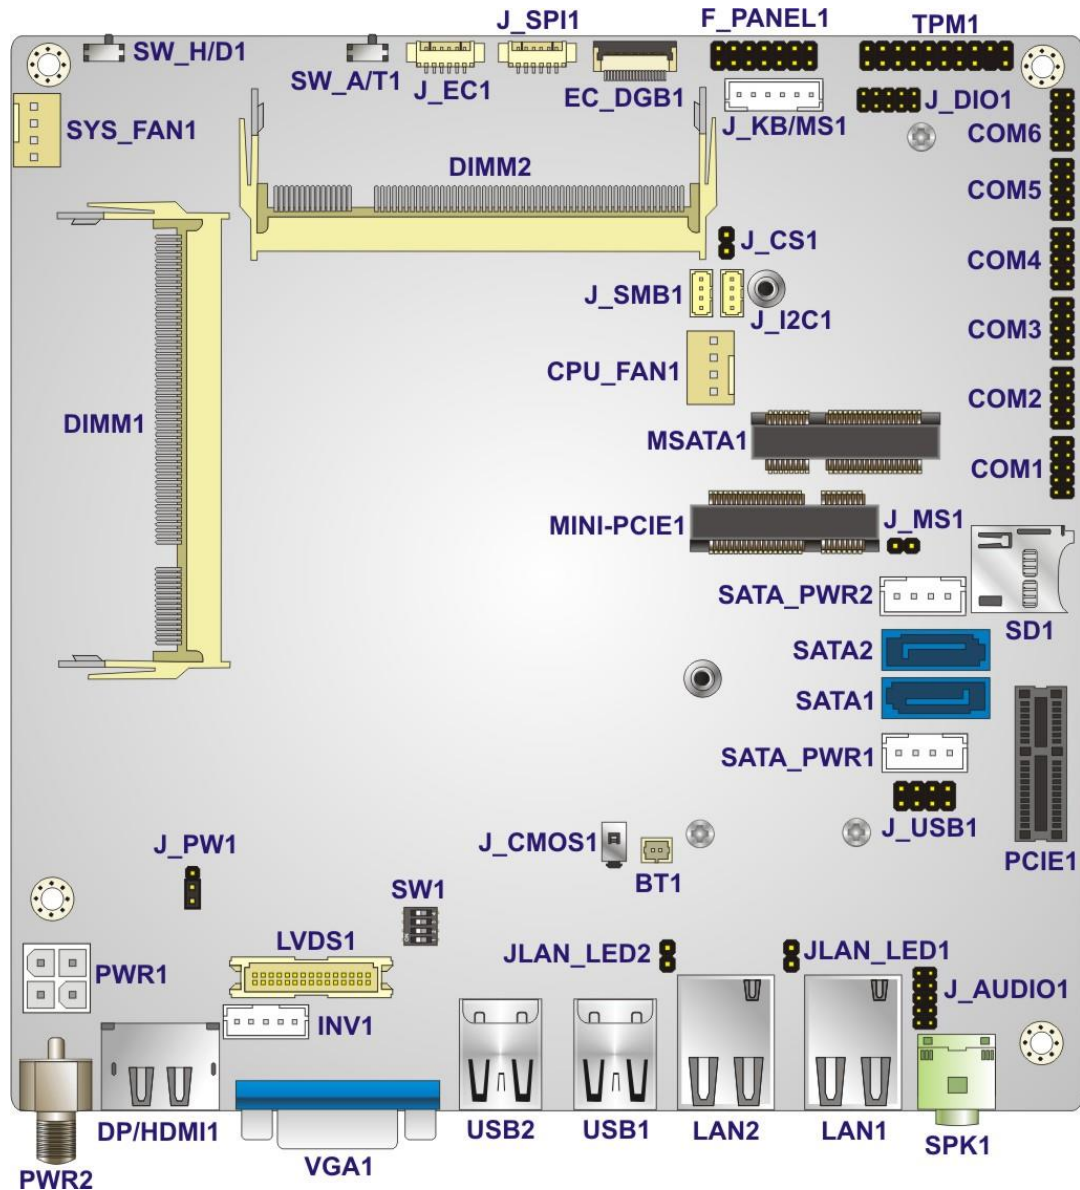 J_SPI1
F_PANEL1
TPM1
SW_H/D1
SW_A/T1
J_EC1
EC_DGB1
J_KB/MS1
J_DIO1
SYS_FAN1
COM6
DIMM2
COM5
J_CS1
COM4
J_SMB1
J_I2C1
COM3
CPU_FAN1
COM2
DIMM1
MSATA1
COM1
MINI-PCIE1
J_MS1
SATA_PWR2
SD1
SATA2
SATA1
SATA_PWR1
J_USB1
J_CMOS1
J_PW1
PCIE1
BT1
SW1
LVDS1
JLAN_LED2
JLAN_LED1
PWR1
J_AUDIO1
INV1
DP/HDMI1
USB2
USB1
LAN2
LAN1
SPK1
VGA1
PWR2